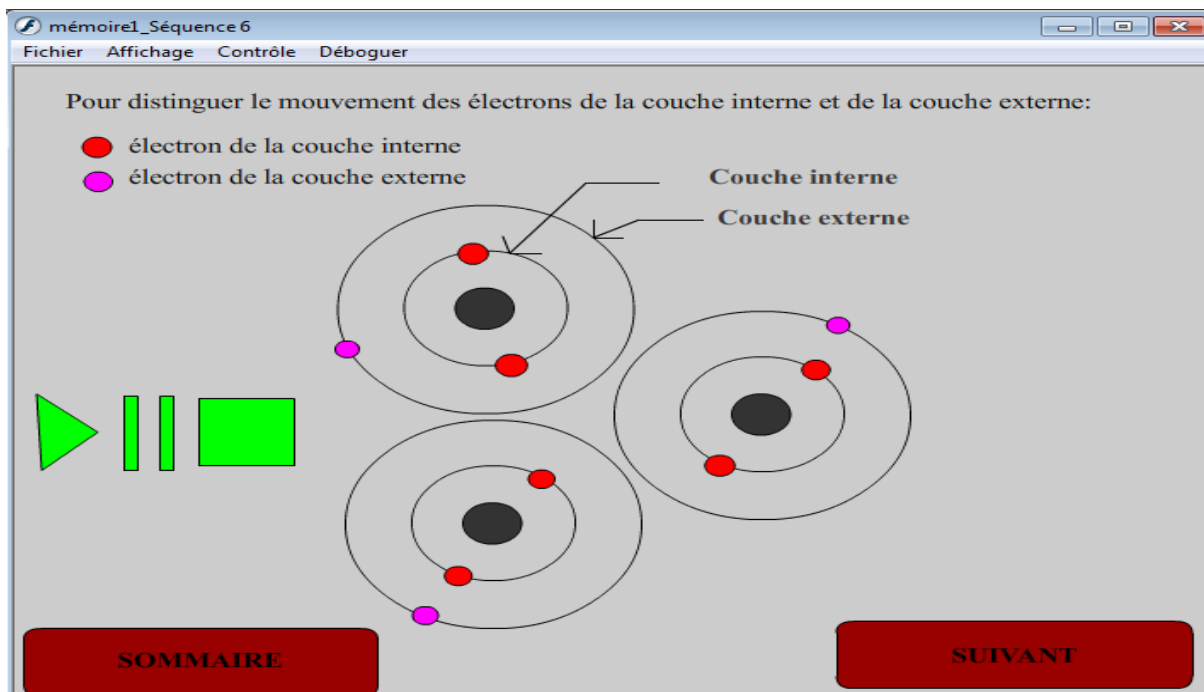 mémoire1_Séquence 6
Fichier Affichage Contrôle Déboguer
Pour distinguer le mouvement des électrons de la couche interne et de la couche externe:
électron de la couche interne
électron de la couche externe
Couche interne
Couche externe
SOMMAIRE
SUIVANT